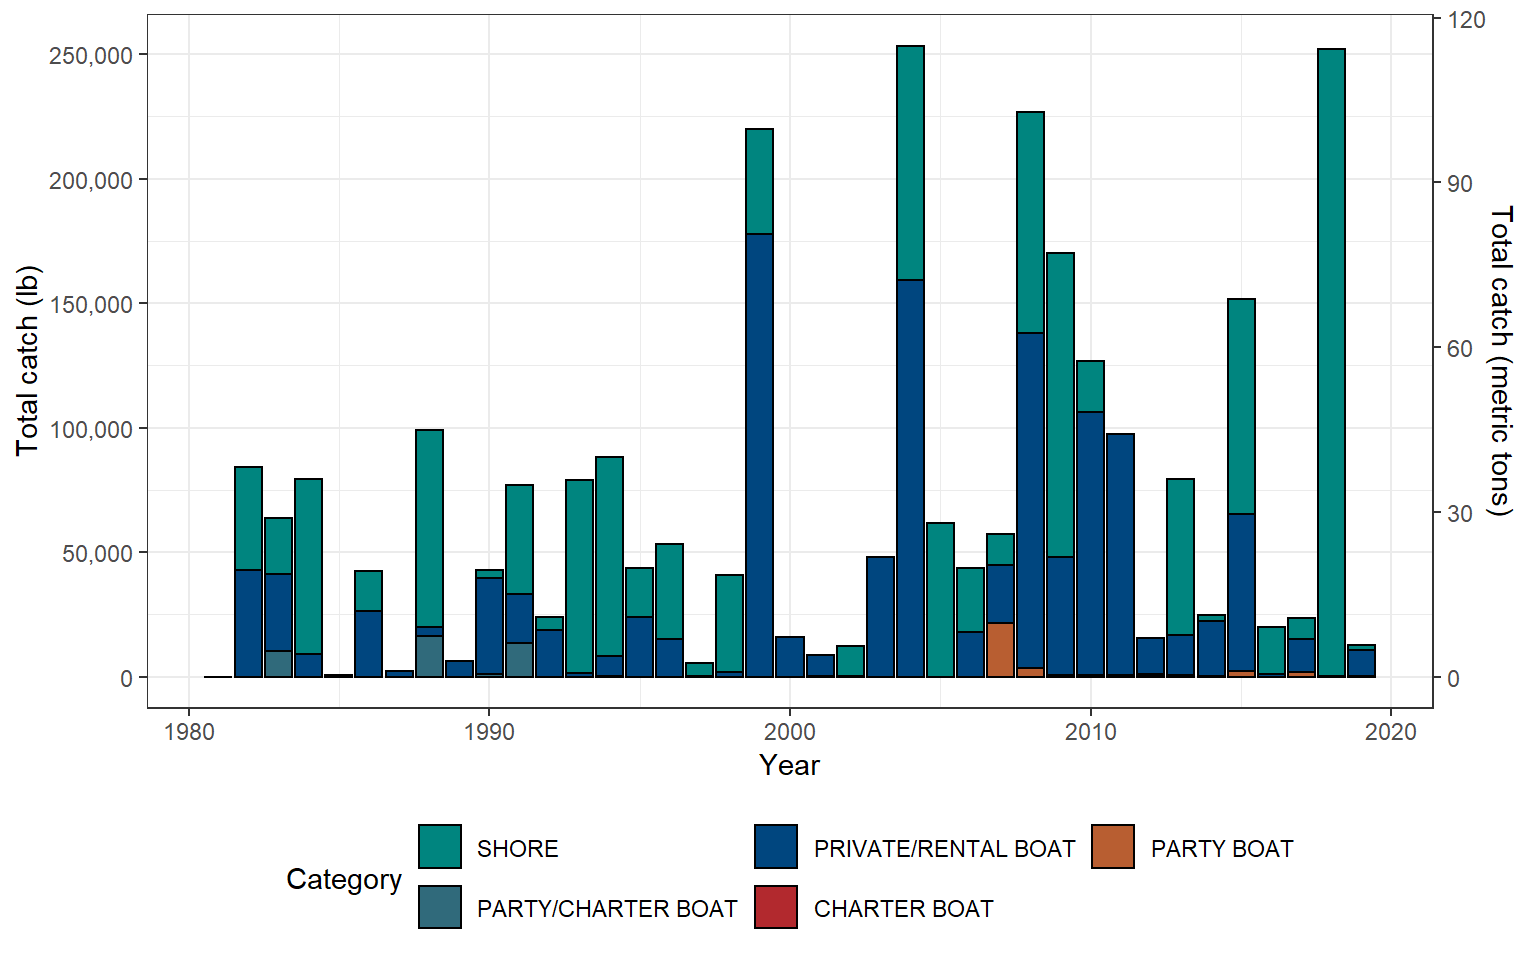 Total catch (lb)
250,000
200,000
150,000
100,000
50,000
0
120
90
60
30
0
Total catch (metric tons)
1980 1990 2000 2010 2020
Year
Category
SHORE PRIVATE/RENTAL BOAT PARTY BOAT
PARTY/CHARTER BOAT CHARTER BOAT